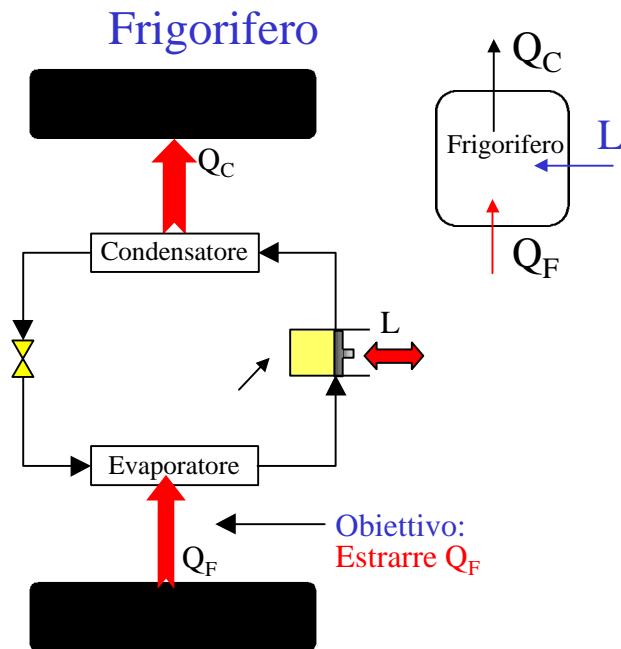 Frigorifero
Q_C
Frigorifero
L
Q_F
Q_C
Condensatore
L
Evaporatore
Q_F
Obiettivo:
Estrarre Q_F